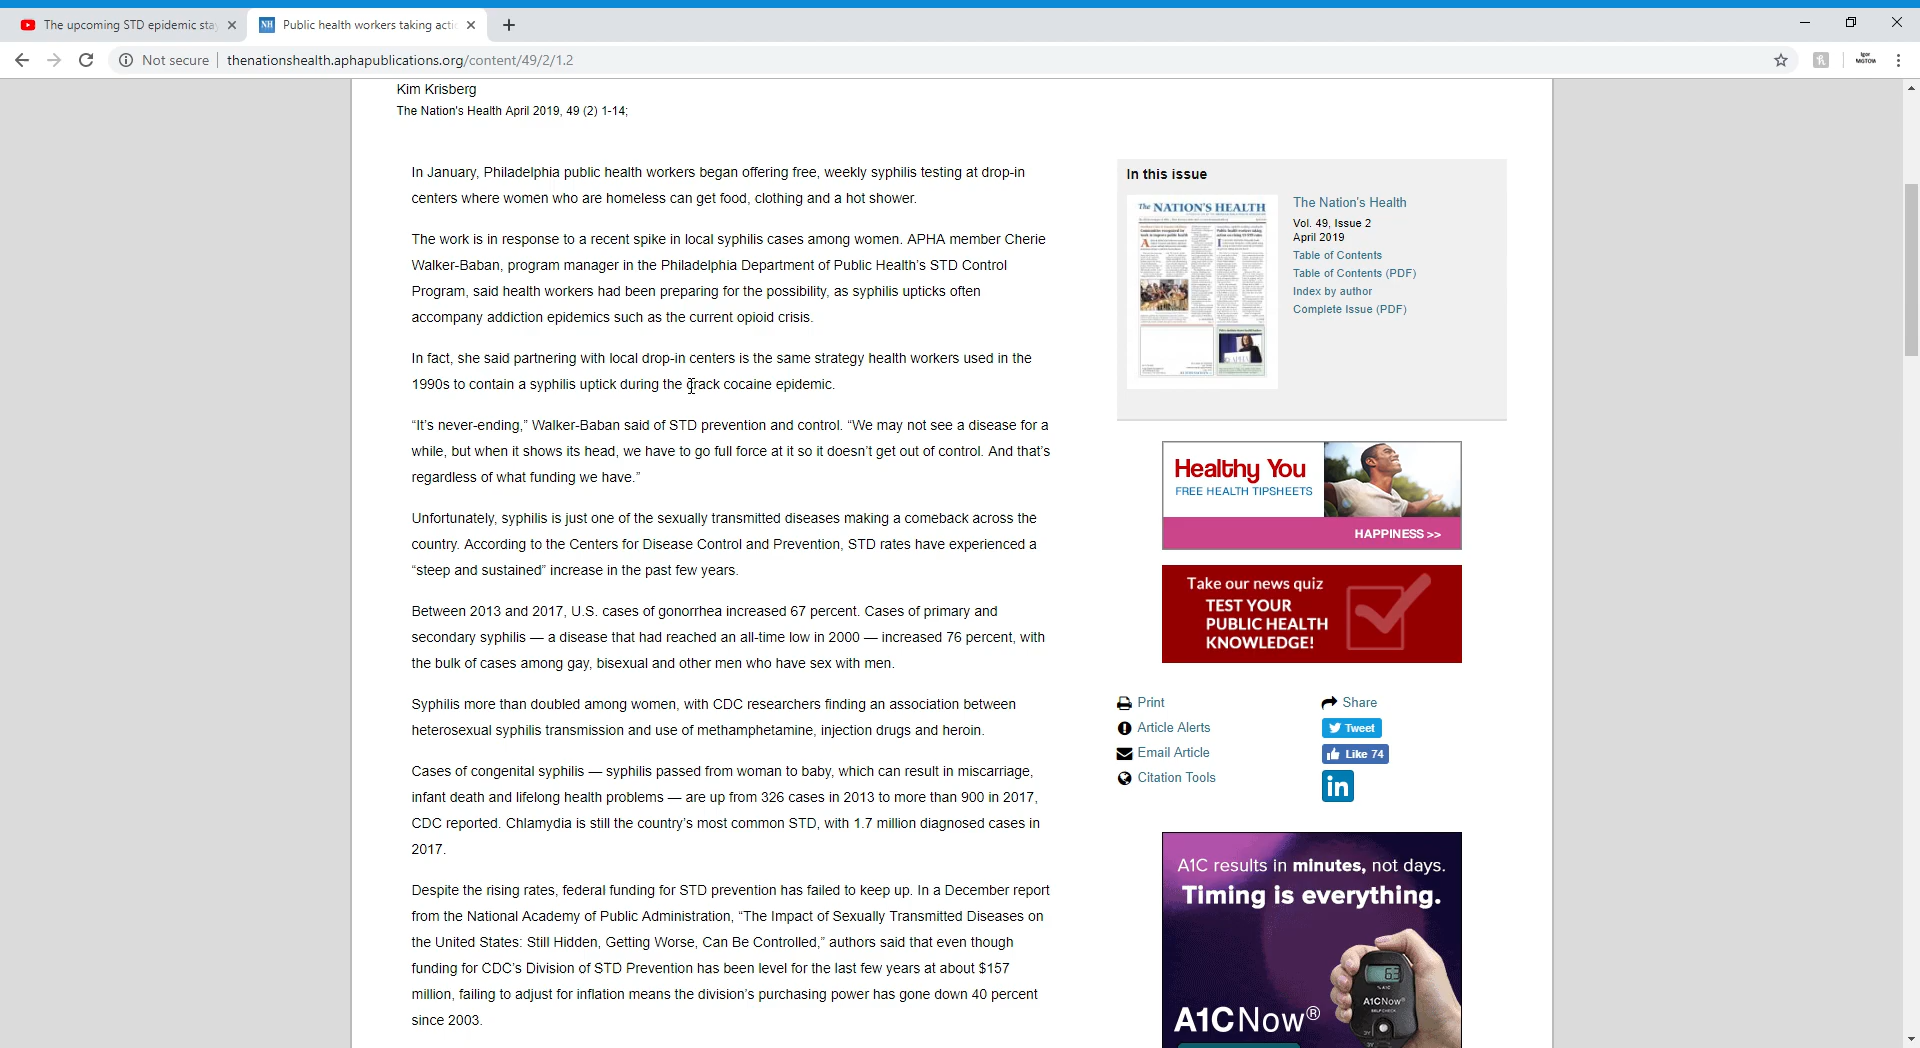 The upcoming STD epidemic sta
Public health workers taking acti
Not secure
thenationshealth.aphapublications.org/content/49/2/1.2
Igor
MGTOW
Kim Krisberg
The Nation's Health April 2019, 49 (2) 1-14;
In January, Philadelphia public health workers began offering free, weekly syphilis testing at drop-in
centers where women who are homeless can get food, clothing and a hot shower.
The work is in response to a recent spike in local syphilis cases among women. APHA member Cherie
Walker-Baban, program manager in the Philadelphia Department of Public Health’s STD Control
Program, said health workers had been preparing for the possibility, as syphilis upticks often
accompany addiction epidemics such as the current opioid crisis.
In fact, she said partnering with local drop-in centers is the same strategy health workers used in the
1990s to contain a syphilis uptick during the crack cocaine epidemic.
“It’s never-ending,” Walker-Baban said of STD prevention and control. “We may not see a disease for a
while, but when it shows its head, we have to go full force at it so it doesn’t get out of control. And that’s
regardless of what funding we have.”
Unfortunately, syphilis is just one of the sexually transmitted diseases making a comeback across the
country. According to the Centers for Disease Control and Prevention, STD rates have experienced a
“steep and sustained” increase in the past few years.
Between 2013 and 2017, U.S. cases of gonorrhea increased 67 percent. Cases of primary and
secondary syphilis — a disease that had reached an all-time low in 2000 — increased 76 percent, with
the bulk of cases among gay, bisexual and other men who have sex with men.
Syphilis more than doubled among women, with CDC researchers finding an association between
heterosexual syphilis transmission and use of methamphetamine, injection drugs and heroin.
Cases of congenital syphilis — syphilis passed from woman to baby, which can result in miscarriage,
infant death and lifelong health problems — are up from 326 cases in 2013 to more than 900 in 2017,
CDC reported. Chlamydia is still the country’s most common STD, with 1.7 million diagnosed cases in
2017.
Despite the rising rates, federal funding for STD prevention has failed to keep up. In a December report
from the National Academy of Public Administration, “The Impact of Sexually Transmitted Diseases on
the United States: Still Hidden, Getting Worse, Can Be Controlled,” authors said that even though
funding for CDC’s Division of STD Prevention has been level for the last few years at about $157
million, failing to adjust for inflation means the division’s purchasing power has gone down 40 percent
since 2003.
In this issue
The NATION'S HEALTH
The Nation's Health
Vol. 49, Issue 2
April 2019
Table of Contents
Table of Contents (PDF)
Index by author
Complete Issue (PDF)
Healthy You
FREE HEALTH TIPSHEETS
HAPPINESS >>
Take our news quiz
TEST YOUR
PUBLIC HEALTH
KNOWLEDGE!
Print
Share
Article Alerts
Tweet
Email Article
Like 74
Citation Tools
in
A1C results in minutes, not days.
Timing is everything.
A1CNow®
A1CNow®
SELFCHECK